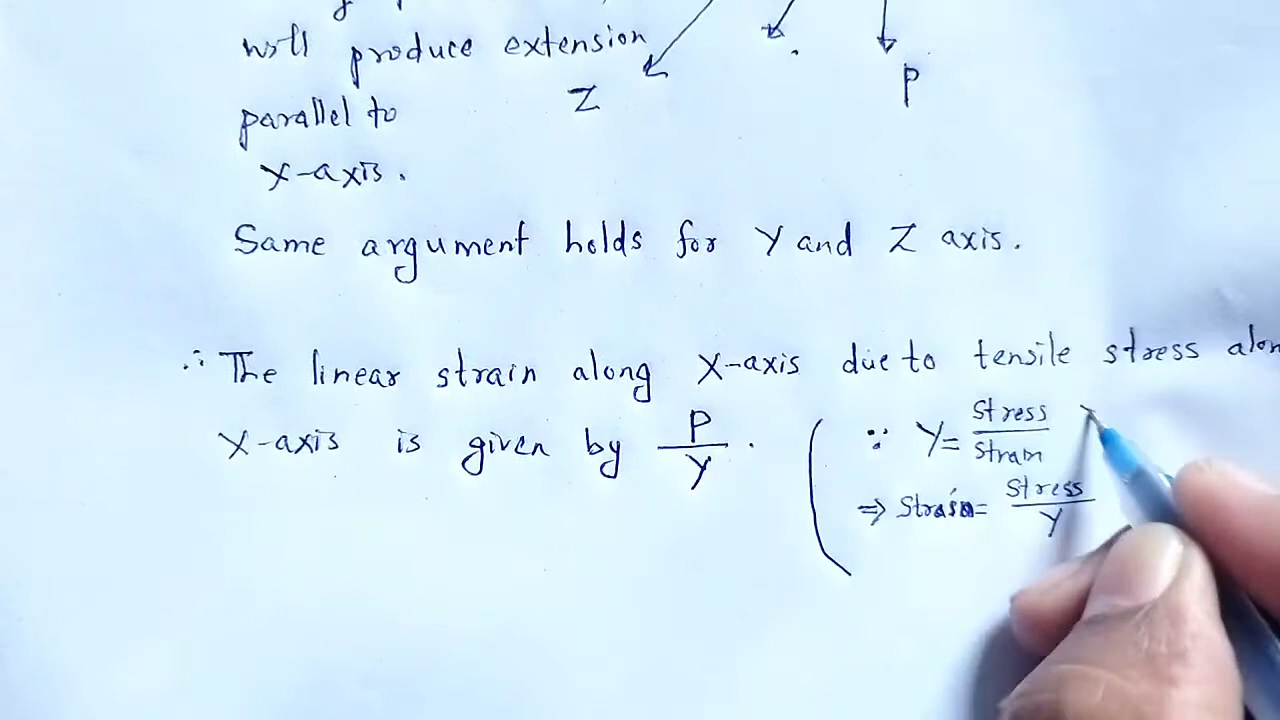 will produce extension
Z
P
parallel to
X-axis.
Same argument holds for Y and Z axis.
∴ The linear strain along X-axis due to tensile stress
X-axis is given by P/Y .
( ∵ Y = Stress/Strain
⇒ Strain = Stress/Y